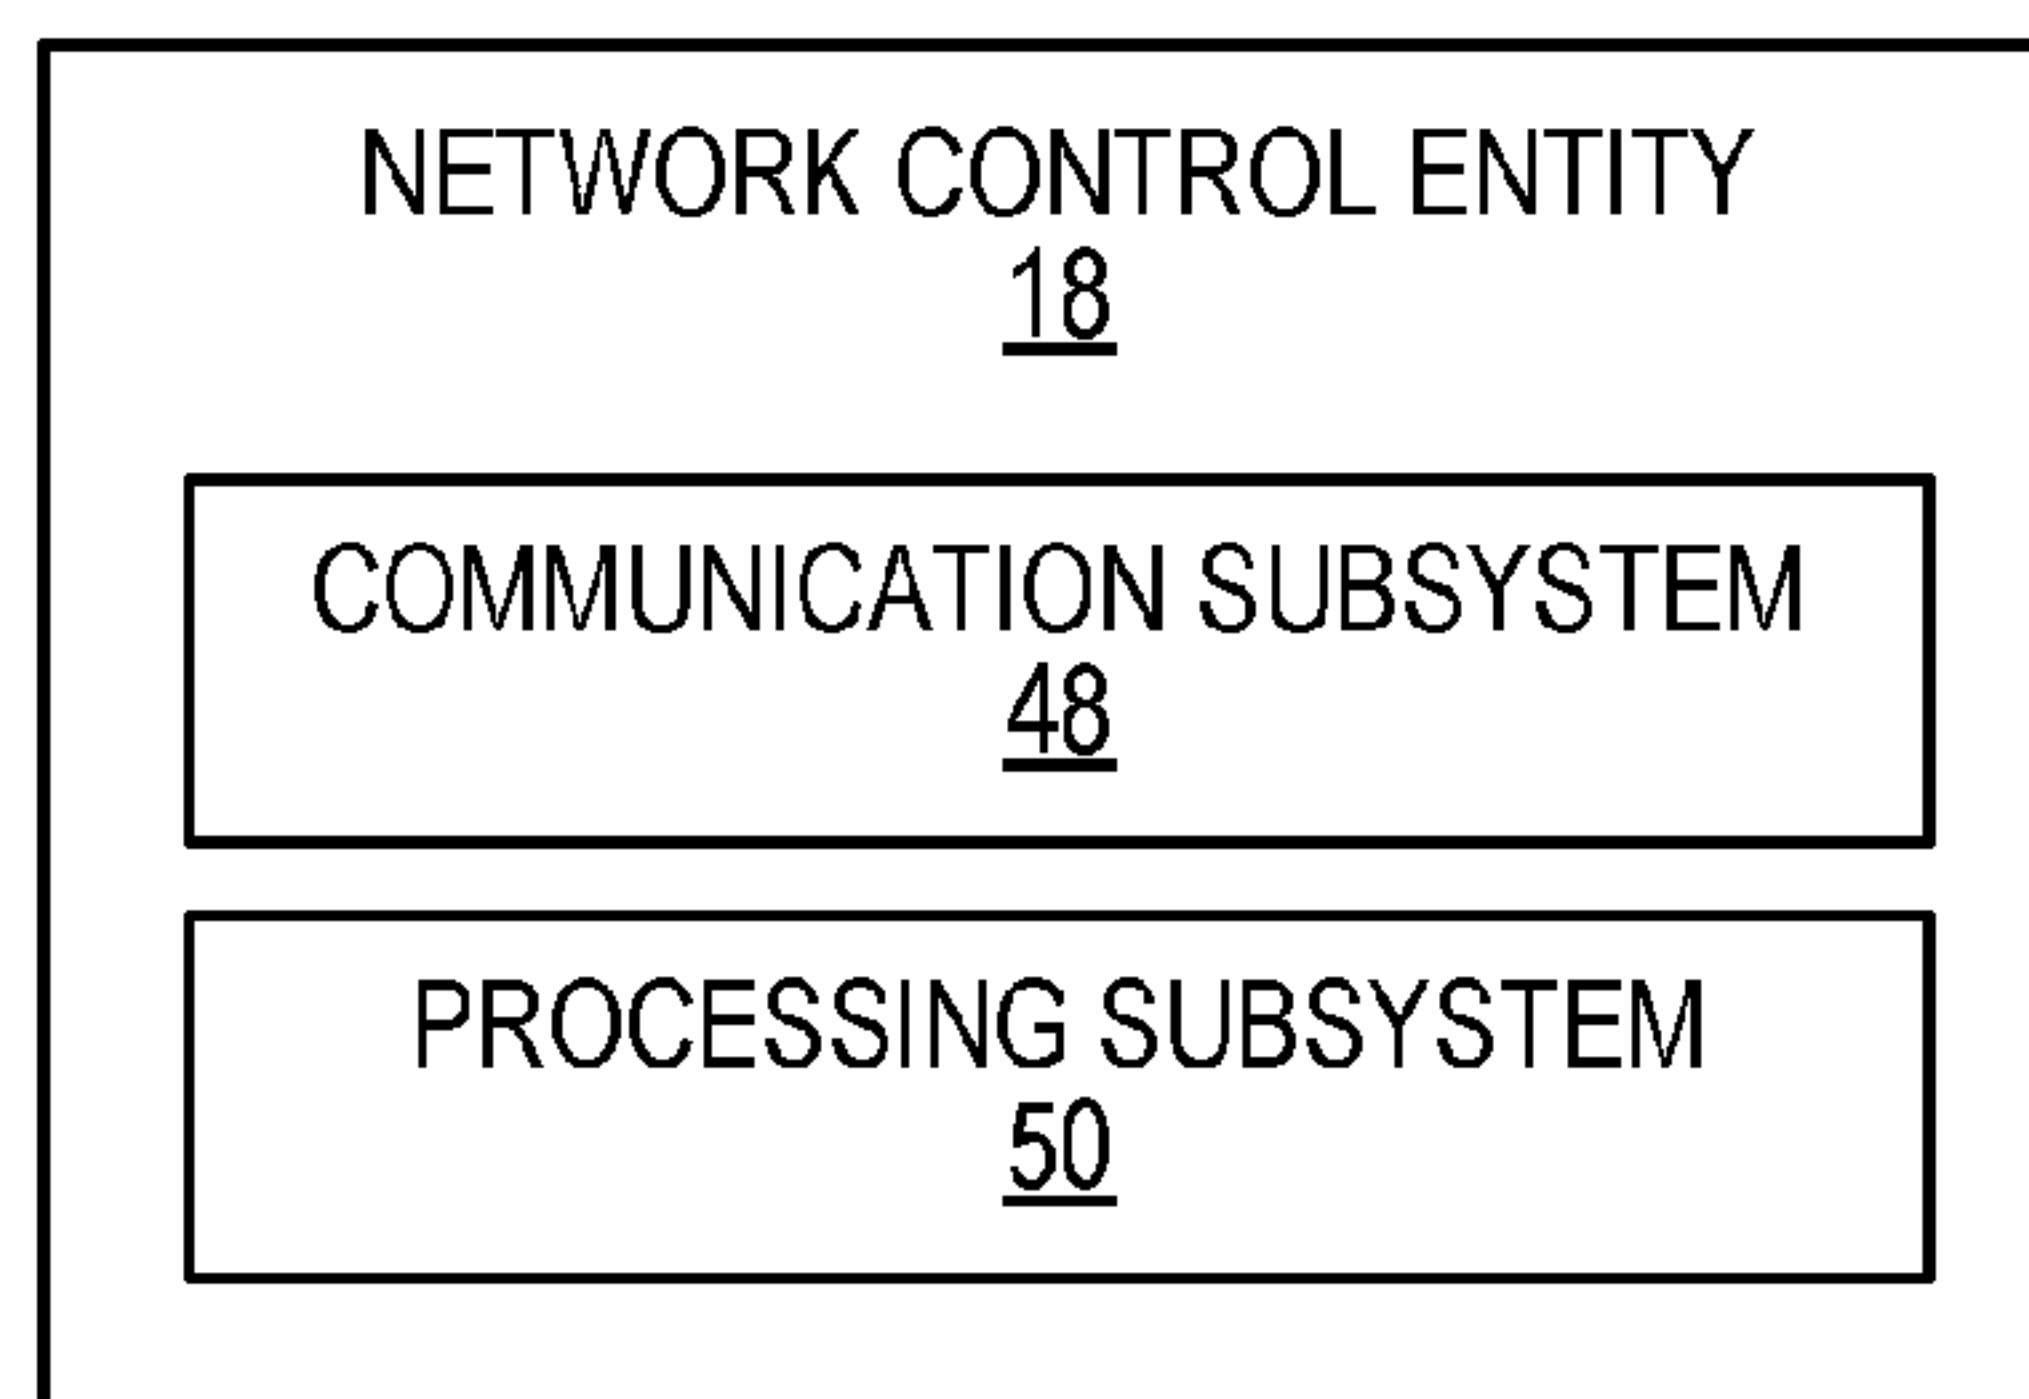 NETWORK CONTROL ENTITY
18
COMMUNICATION SUBSYSTEM
48
PROCESSING SUBSYSTEM
50